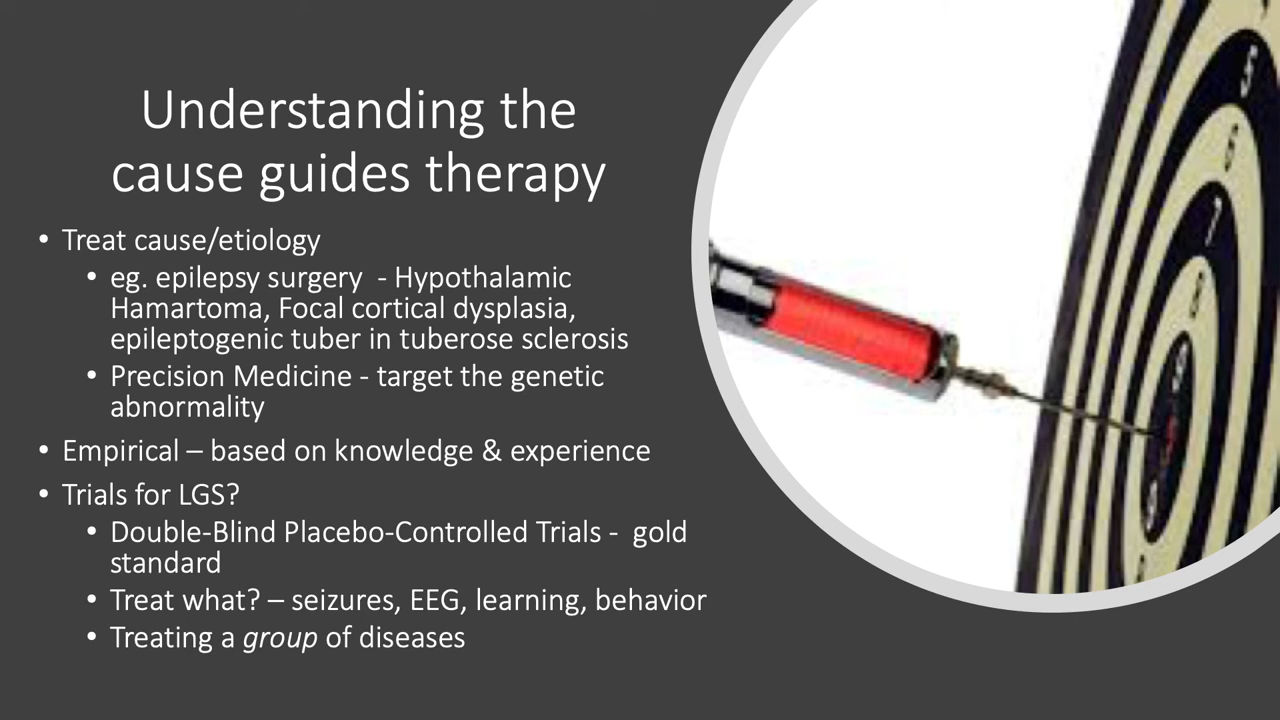 Understanding the
cause guides therapy
• Treat cause/etiology
• eg. epilepsy surgery - Hypothalamic
Hamartoma, Focal cortical dysplasia,
epileptogenic tuber in tuberose sclerosis
• Precision Medicine - target the genetic
abnormality
• Empirical – based on knowledge & experience
• Trials for LGS?
• Double-Blind Placebo-Controlled Trials - gold
standard
• Treat what? – seizures, EEG, learning, behavior
• Treating a group of diseases